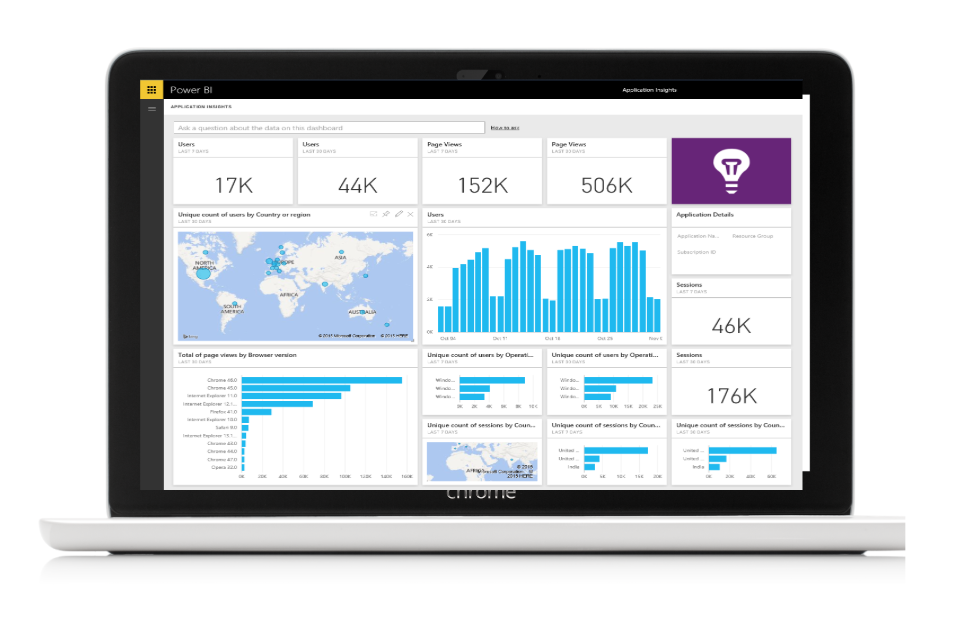 Power BI
Application Insights
APPLICATION INSIGHTS
Ask a question about the data on this dashboard
How to ask
Users
LAST 7 DAYS
17K
Users
LAST 30 DAYS
44K
Page Views
LAST 7 DAYS
152K
Page Views
LAST 30 DAYS
506K
Unique count of users by Country or region
LAST 30 DAYS
NORTH
AMERICA
EUROPE
ASIA
AFRICA
SOUTH
AMERICA
AUSTRALIA
© 2015 Microsoft Corporation © 2015 HERE
Users
LAST 30 DAYS
6K
4K
2K
0K
Oct 04
Oct 11
Oct 18
Oct 25
Nov 0
Application Details
Application Na...
Resource Group
Subscription ID
Sessions
LAST 7 DAYS
46K
Total of page views by Browser version
LAST 30 DAYS
Chrome 46.0
Chrome 45.0
Internet Explorer 11.0
Internet Explorer 12.1...
Firefox 41.0
Internet Explorer 10.0
Safari 9.0
Internet Explorer 13.1...
Chrome 43.0
Chrome 44.0
Chrome 47.0
Opera 32.0
0K 20K 40K 60K 80K 100K 120K 140K 160K
Unique count of users by Operati...
LAST 7 DAYS
Windo...
Windo...
Windo...
0K 2K 4K 6K 8K 10K
Unique count of users by Operati...
LAST 30 DAYS
Windo...
Windo...
Windo...
0K 5K 10K 15K 20K 25K
Sessions
LAST 30 DAYS
176K
Unique count of sessions by Coun...
LAST 7 DAYS
AFRICA
© 2015
Microsoft Corporation
2015 HERE
Unique count of sessions by Coun...
LAST 7 DAYS
United ...
United...
India
0K 5K 10K 15K 20K
Unique count of sessions by Coun...
LAST 30 DAYS
United ...
United...
India
0K 20K 40K 60K
chrome